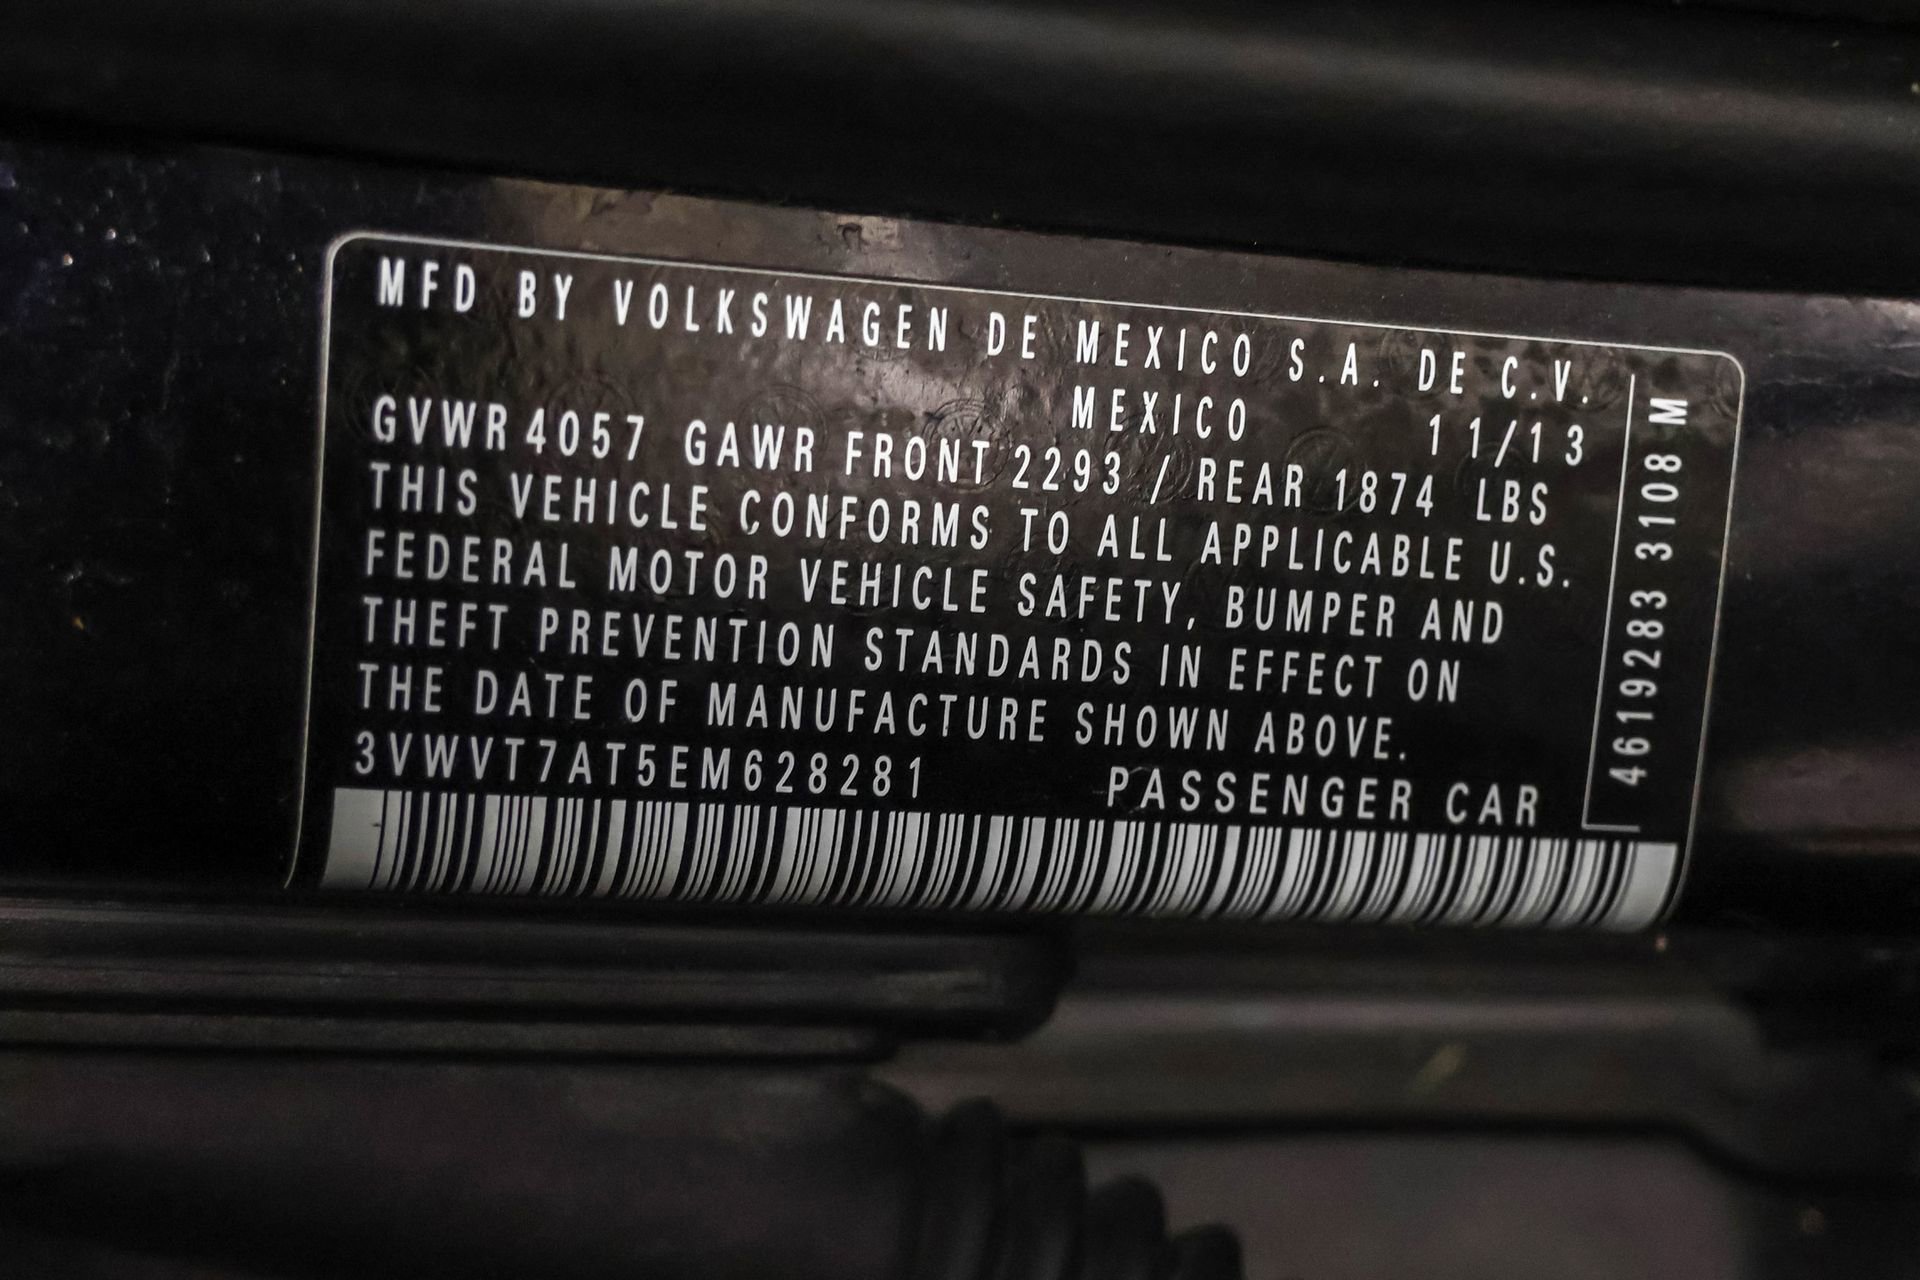 MFD BY VOLKSWAGEN DE MEXICO S.A. DE C.V.
MEXICO 11/13
GVWR 4057 GAWR FRONT 2293 / REAR 1874 LBS
THIS VEHICLE CONFORMS TO ALL APPLICABLE U.S.
FEDERAL MOTOR VEHICLE SAFETY, BUMPER AND
THEFT PREVENTION STANDARDS IN EFFECT ON
THE DATE OF MANUFACTURE SHOWN ABOVE.
3VWVT7AT5EM628281 PASSENGER CAR
4619283 3108 M